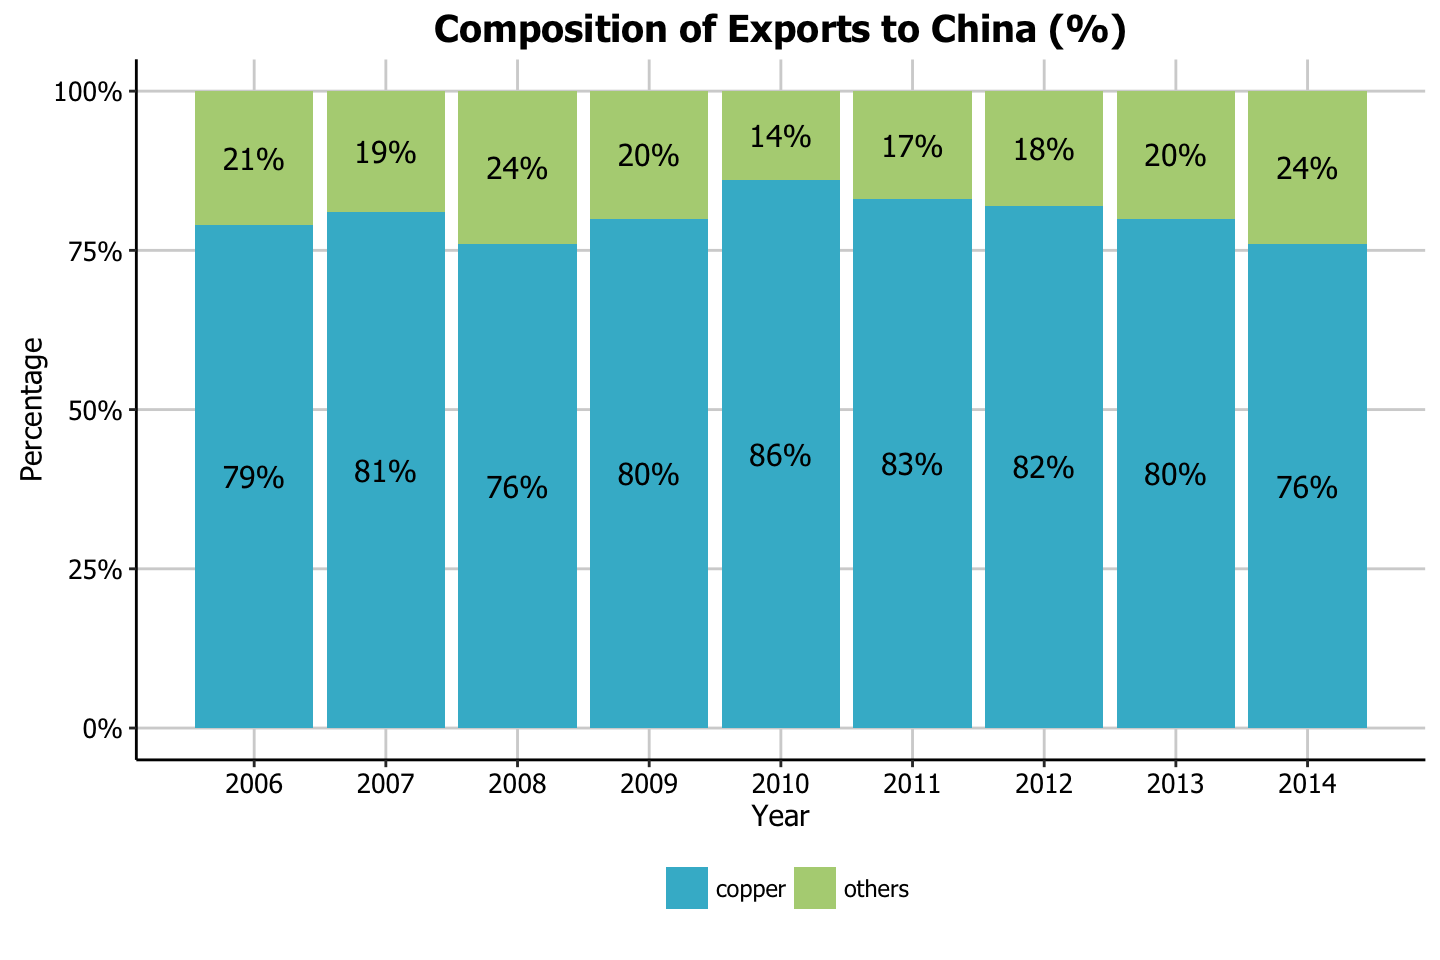 Composition of Exports to China (%)
100%
75%
50%
25%
0%
Percentage
21% 19% 24% 20% 14% 17% 18% 20% 24%
79% 81% 76% 80% 86% 83% 82% 80% 76%
2006 2007 2008 2009 2010 2011 2012 2013 2014
Year
copper others